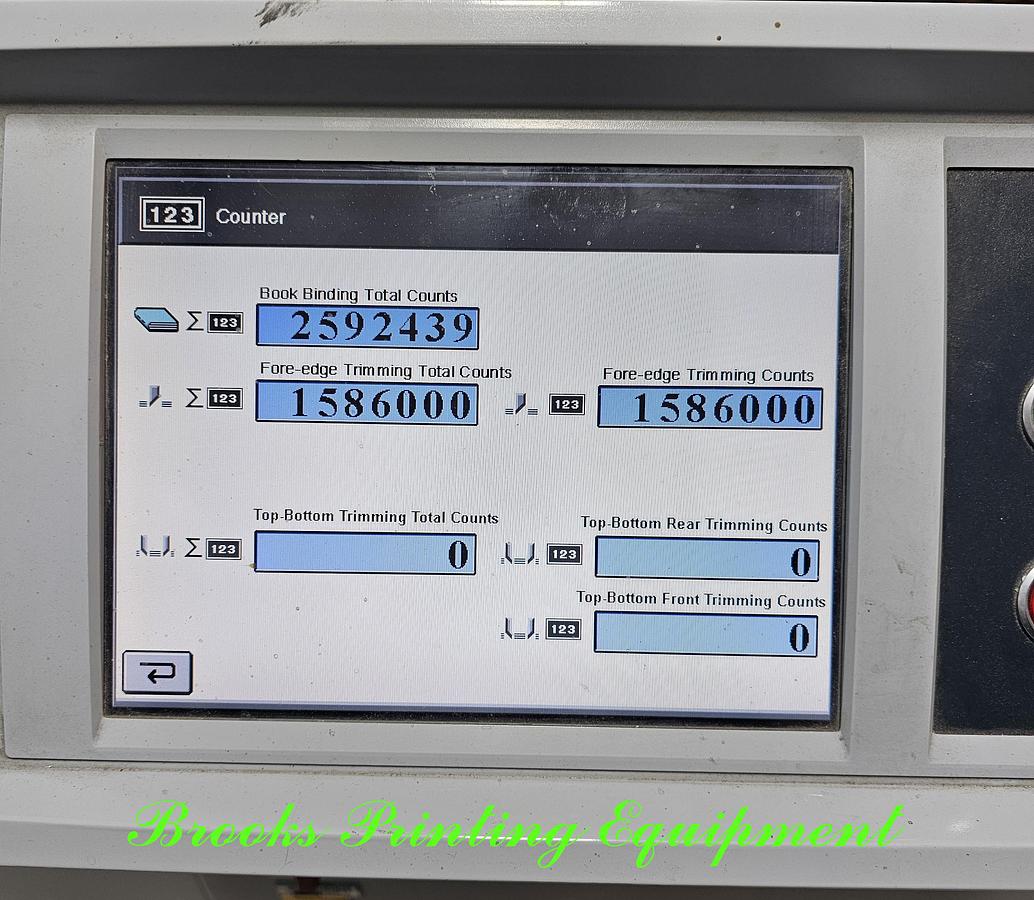 123 Counter
Book Binding Total Counts
Σ 123 2592439
Fore-edge Trimming Total Counts Fore-edge Trimming Counts
Σ 123 1586000 123 1586000
Top-Bottom Trimming Total Counts Top-Bottom Rear Trimming Counts
Σ 123 0 123 0
Top-Bottom Front Trimming Counts
123 0
Brooks Printing Equipment